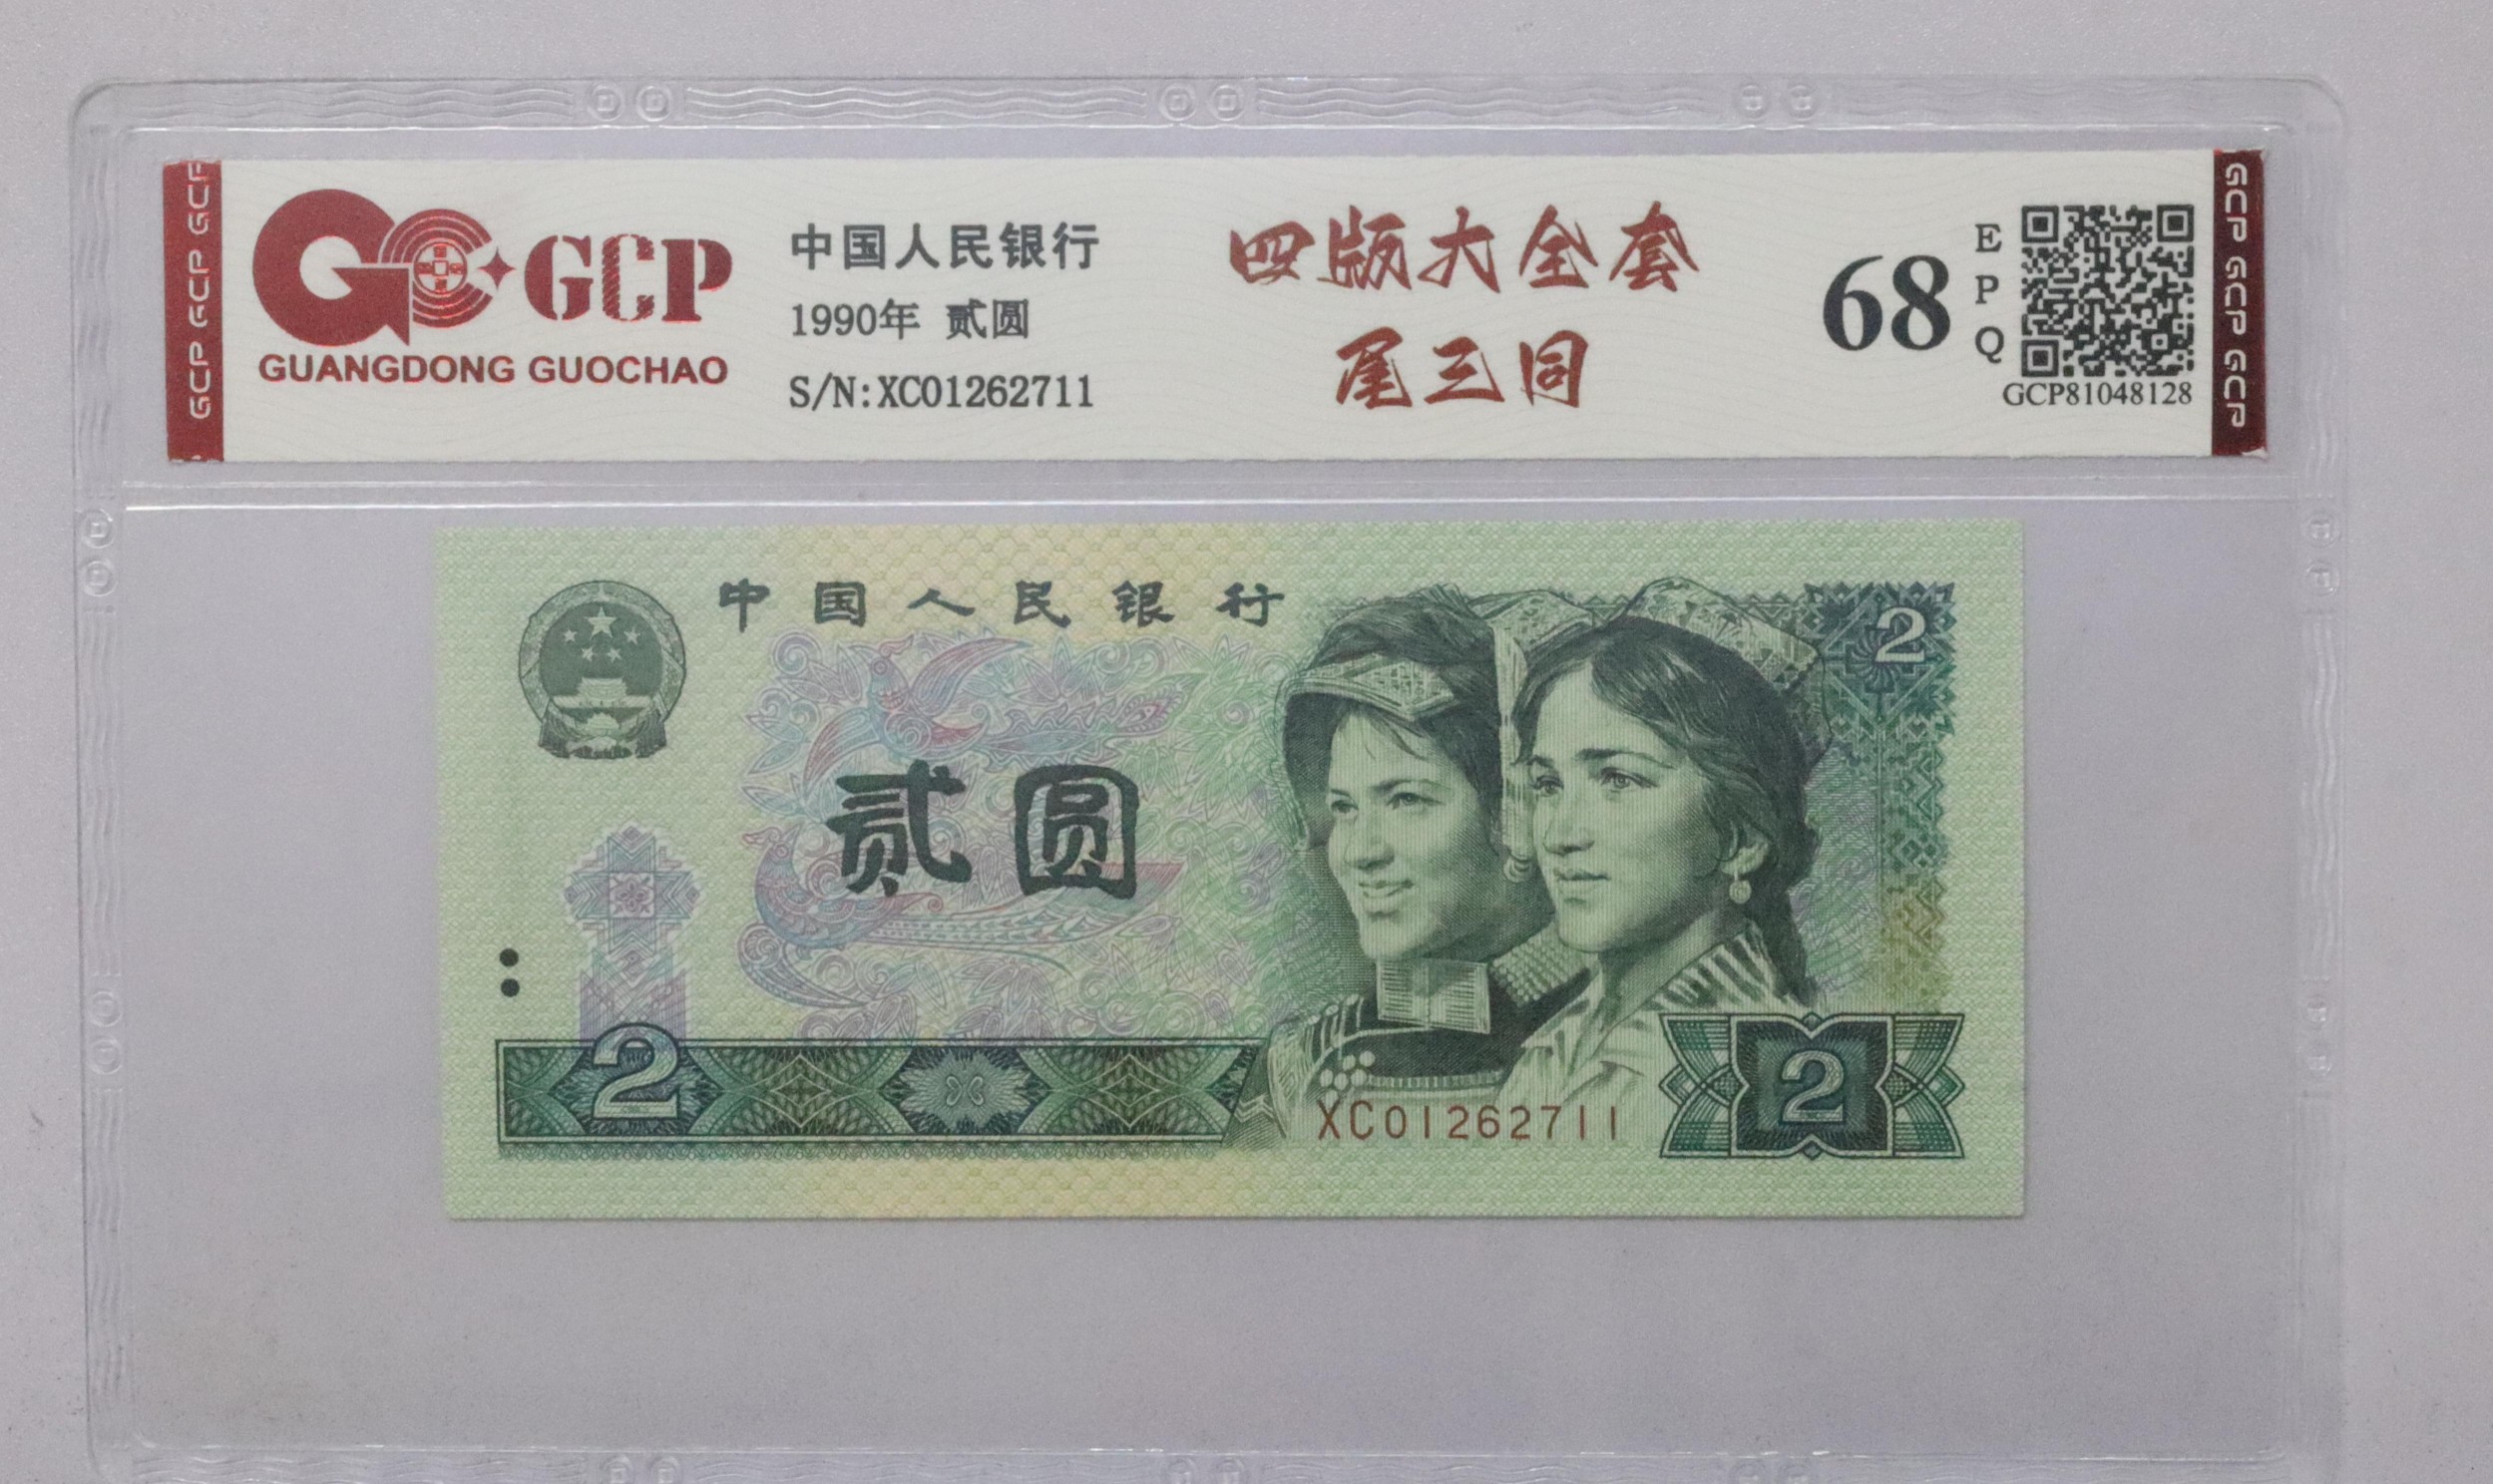 GCP GCP GCP
GCP
GUANGDONG GUOCHAO
中国人民银行
1990年 贰圆
S/N:XC01262711
四版大全套
尾三同
68
EPQ
GCP81048128
GCP GCP GCP
中国人民银行
2
贰圆
2
XC01262711
2